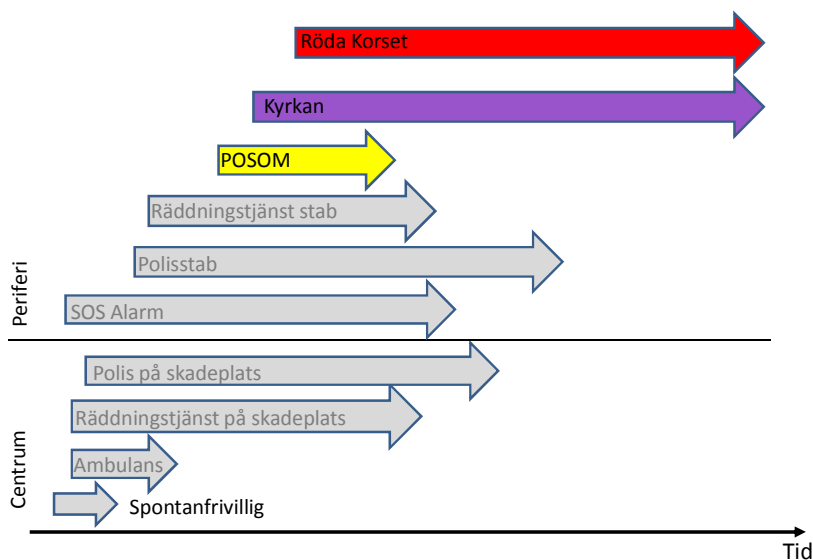 Röda Korset
Kyrkan
POSOM
Räddningstjänst stab
Polisstab
SOS Alarm
Periferi
Polis på skadeplats
Räddningstjänst på skadeplats
Ambulans
Spontanfrivillig
Centrum
Tid